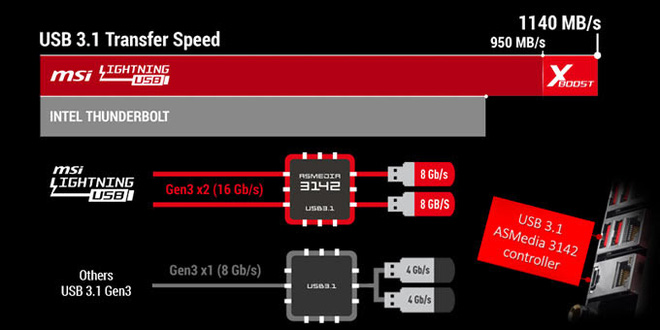 1140 MB/s
USB 3.1 Transfer Speed
950 MB/s
msi LIGHTNING USB
X BOOST
INTEL THUNDERBOLT
msi
LIGHTNING
USB
Gen3 x2 (16 Gb/s)
ASMEDIA
3142
USB3.1
8 Gb/s
8 GB/S
USB 3.1
ASMedia 3142
controller
Others
USB 3.1 Gen3
Gen3 x1 (8 Gb/s)
USB3.1
4 Gb/s
4 Gb/s